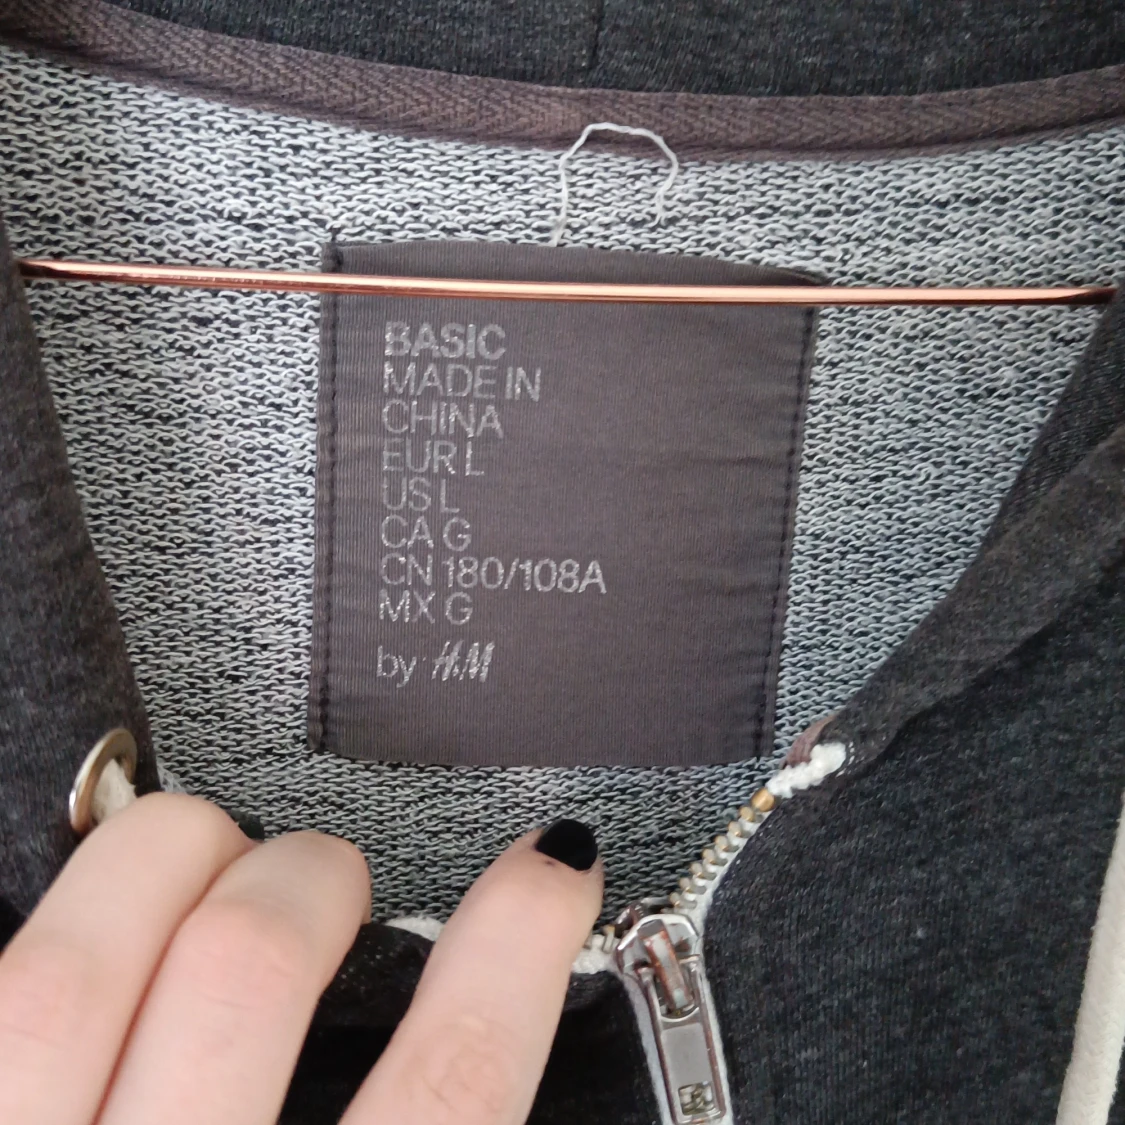 BASIC
MADE IN
CHINA
EUR L
US L
CA G
CN 180/108A
MX G
by H&M